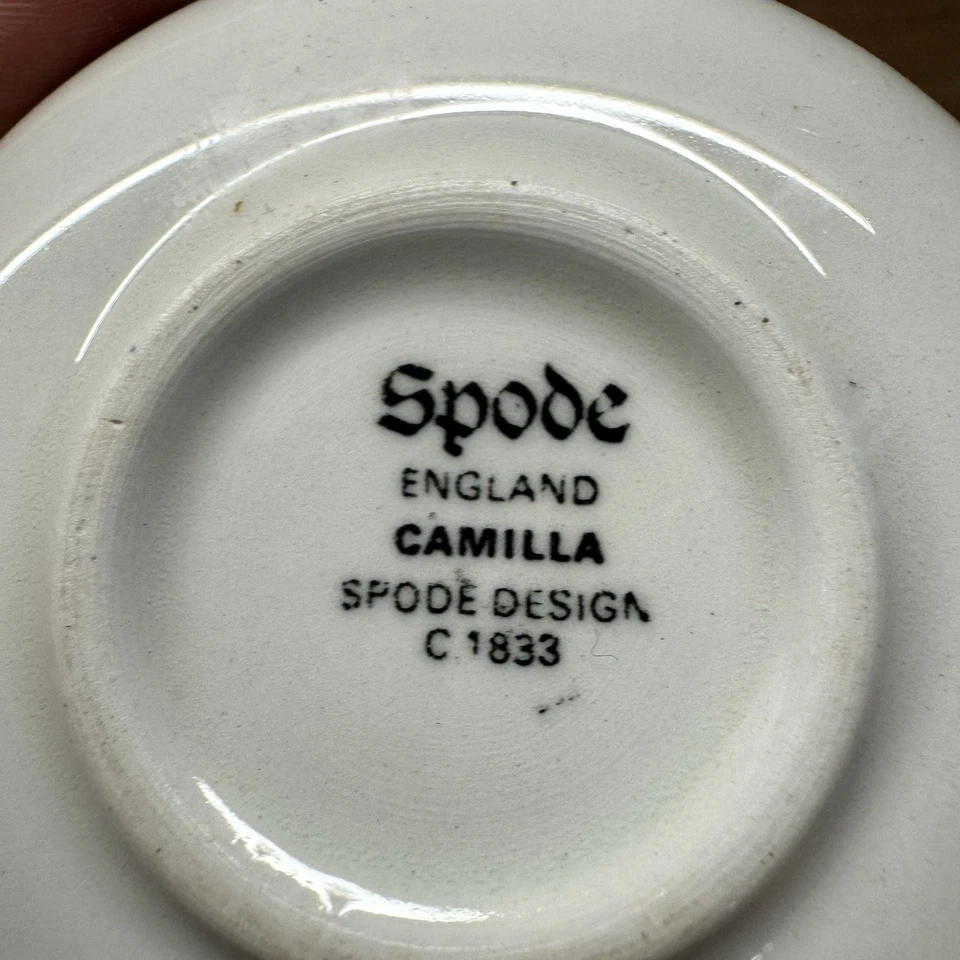 Spode
ENGLAND
CAMILLA
SPODE DESIGN
C 1833